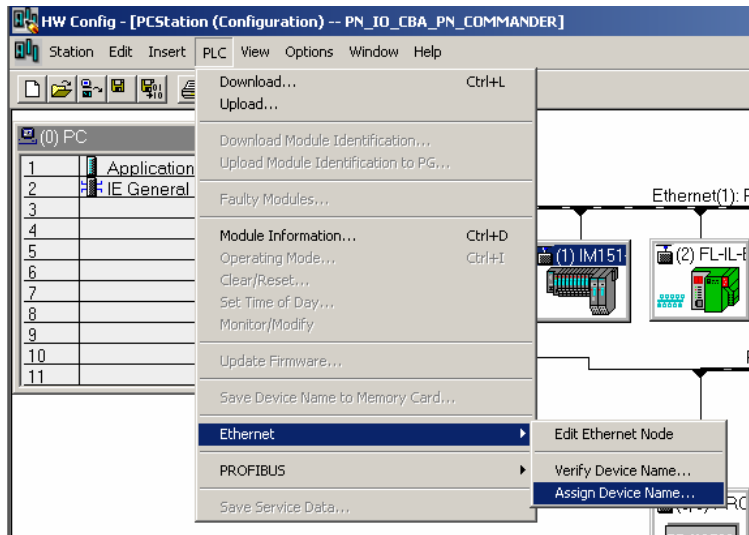 HW Config - [PCStation (Configuration) -- PN_IO_CBA_PN_COMMANDER]
Station Edit Insert PLC View Options Window Help
(0) PC
1 Application
2 IE General
3
4
5
6
7
8
9
10
11
Download... Ctrl+L
Upload...
Download Module Identification...
Upload Module Identification to PG...
Faulty Modules...
Module Information... Ctrl+D
Operating Mode... Ctrl+I
Clear/Reset...
Set Time of Day...
Monitor/Modify
Update Firmware...
Save Device Name to Memory Card...
Ethernet
PROFIBUS
Save Service Data...
Edit Ethernet Node
Verify Device Name...
Assign Device Name...
Ethernet(1):
(1) IM151-
(2) FL-IL-